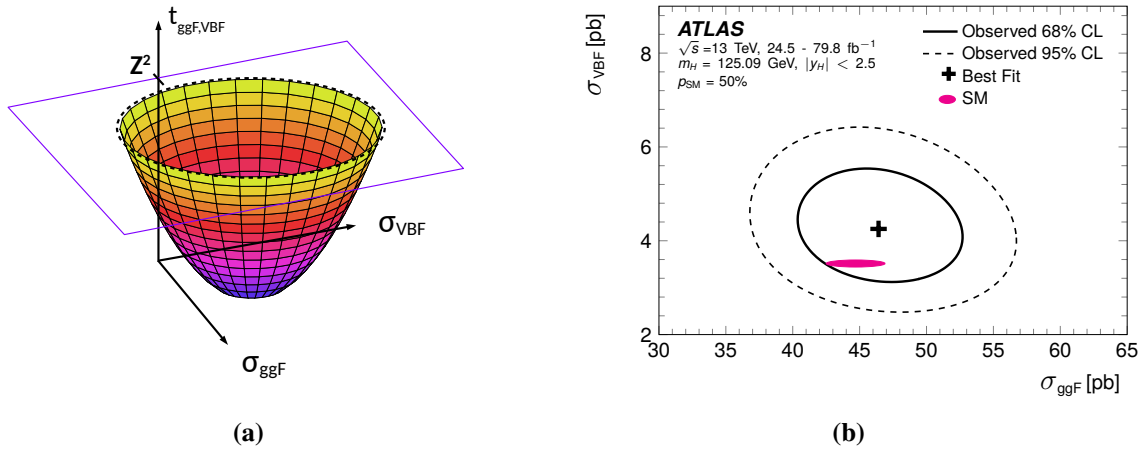 t_ggF,VBF
Z²
σ_VBF
σ_ggF
(a)
σ_VBF [pb]
ATLAS
√s =13 TeV, 24.5 - 79.8 fb⁻¹
m_H = 125.09 GeV, |y_H| < 2.5
p_SM = 50%
Observed 68% CL
Observed 95% CL
Best Fit
SM
8
6
4
2
30 35 40 45 50 55 60 65
σ_ggF [pb]
(b)